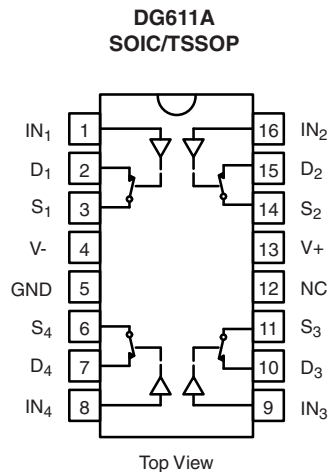 DG611A
SOIC/TSSOP
IN1 1 16 IN2
D1 2 15 D2
S1 3 14 S2
V- 4 13 V+
GND 5 12 NC
S4 6 11 S3
D4 7 10 D3
IN4 8 9 IN3
Top View